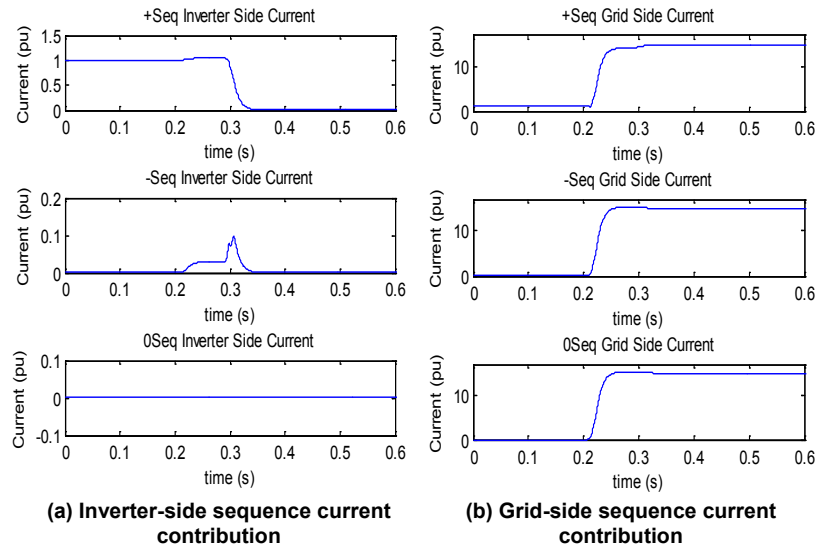 +Seq Inverter Side Current
1.5
1
0.5
0
Current (pu)
0 0.1 0.2 0.3 0.4 0.5 0.6
time (s)
-Seq Inverter Side Current
0.2
0.1
0
Current (pu)
0 0.1 0.2 0.3 0.4 0.5 0.6
time (s)
0Seq Inverter Side Current
0.1
0
-0.1
Current (pu)
0 0.1 0.2 0.3 0.4 0.5 0.6
time (s)
(a) Inverter-side sequence current
contribution
+Seq Grid Side Current
10
0
Current (pu)
0 0.1 0.2 0.3 0.4 0.5 0.6
time (s)
-Seq Grid Side Current
10
0
Current (pu)
0 0.1 0.2 0.3 0.4 0.5 0.6
time (s)
0Seq Grid Side Current
10
0
Current (pu)
0 0.1 0.2 0.3 0.4 0.5 0.6
time (s)
(b) Grid-side sequence current
contribution